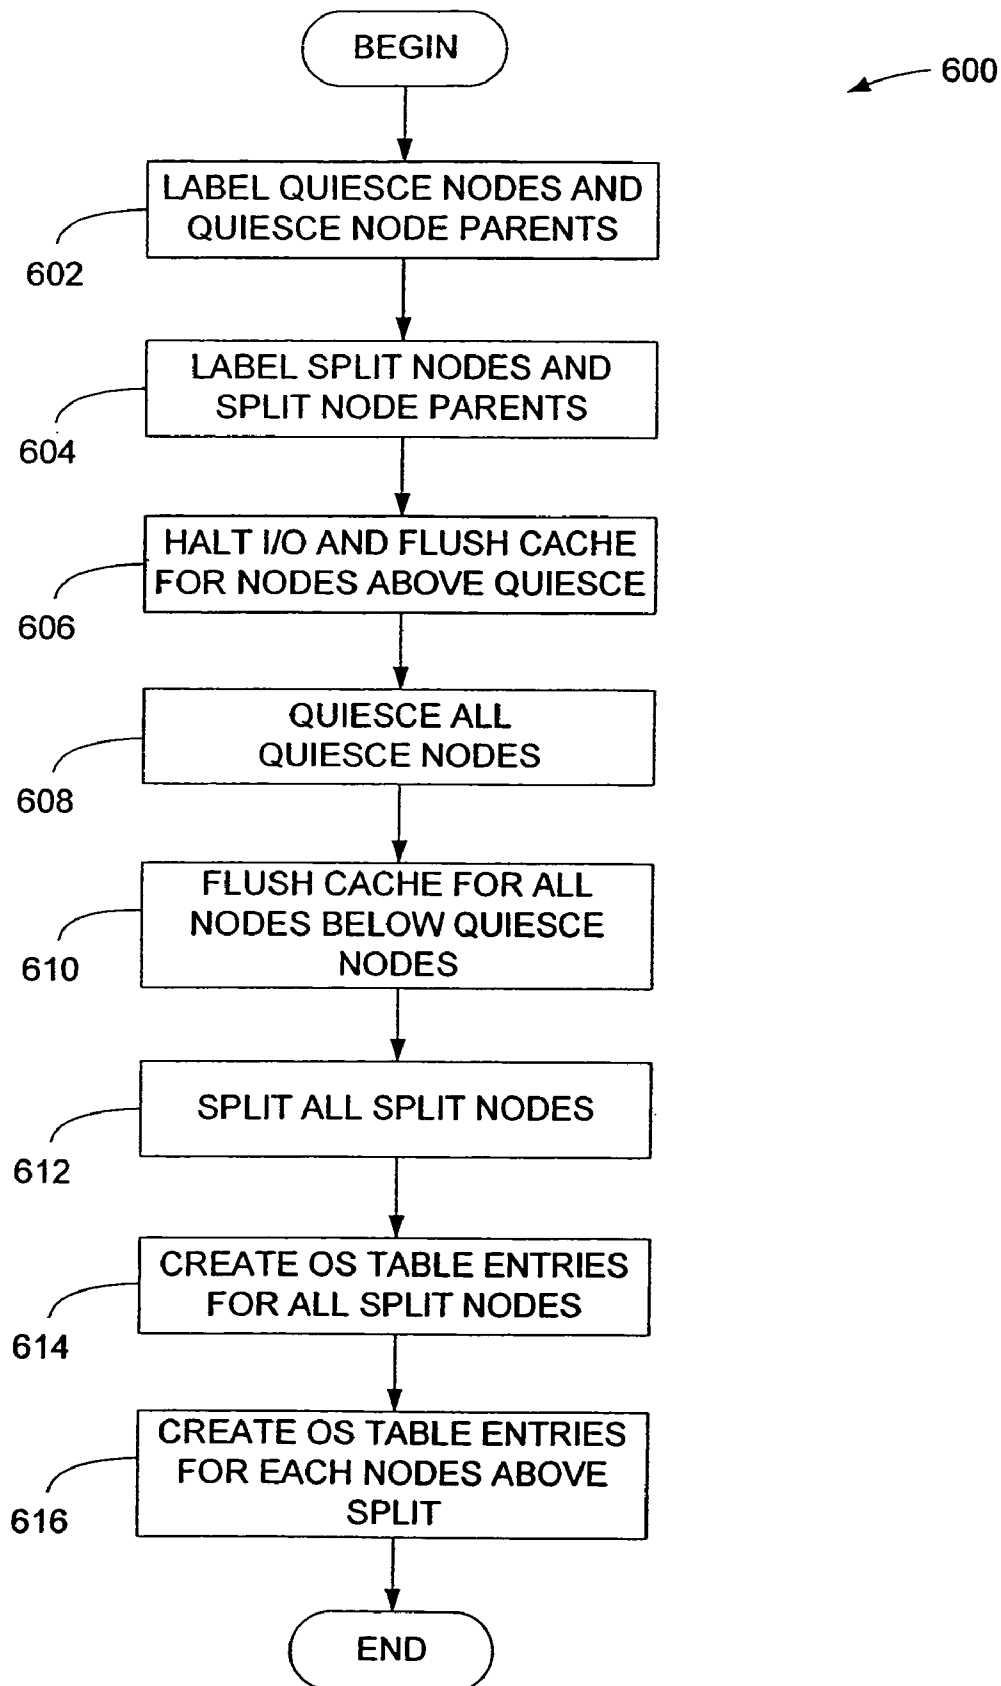 BEGIN
600
LABEL QUIESCE NODES AND
QUIESCE NODE PARENTS
602
LABEL SPLIT NODES AND
SPLIT NODE PARENTS
604
HALT I/O AND FLUSH CACHE
FOR NODES ABOVE QUIESCE
606
QUIESCE ALL
QUIESCE NODES
608
FLUSH CACHE FOR ALL
NODES BELOW QUIESCE
NODES
610
SPLIT ALL SPLIT NODES
612
CREATE OS TABLE ENTRIES
FOR ALL SPLIT NODES
614
CREATE OS TABLE ENTRIES
FOR EACH NODES ABOVE
SPLIT
616
END